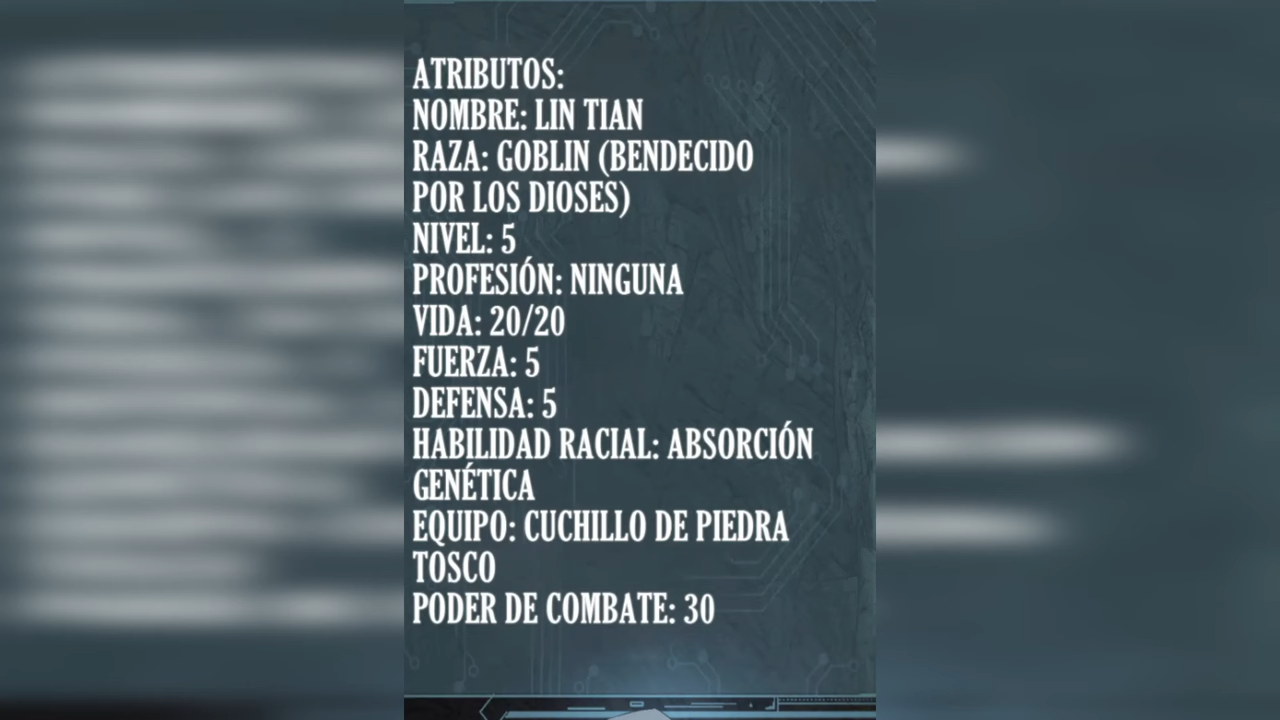 ATRIBUTOS:
NOMBRE: LIN TIAN
RAZA: GOBLIN (BENDECIDO
POR LOS DIOSES)
NIVEL: 5
PROFESIÓN: NINGUNA
VIDA: 20/20
FUERZA: 5
DEFENSA: 5
HABILIDAD RACIAL: ABSORCIÓN
GENÉTICA
EQUIPO: CUCHILLO DE PIEDRA
TOSCO
PODER DE COMBATE: 30